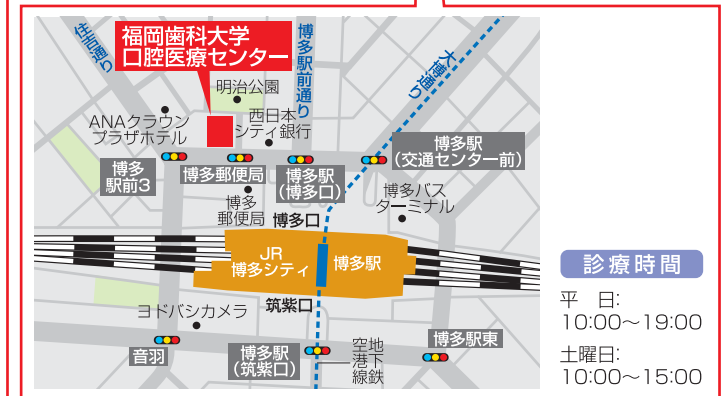 住吉通り
福岡歯科大学
口腔医療センター
博多駅前通り
大博通り
明治公園
ANAクラウン
プラザホテル
西日本
シティ銀行
博多駅
(交通センター前)
博多
駅前3
博多郵便局
博多駅
(博多口)
博多
郵便局
博多口
博多バス
ターミナル
JR
博多シティ
博多駅
筑紫口
ヨドバシカメラ
音羽
博多駅
(筑紫口)
空地
港下
線鉄
博多駅東
診療時間
平　日:
10:00〜19:00
土曜日:
10:00〜15:00